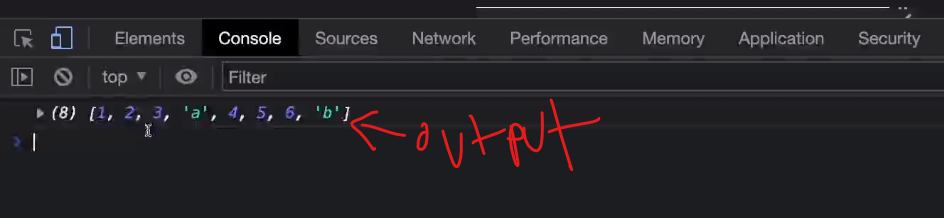 Elements Console Sources Network Performance Memory Application Security
top Filter
(8) [1, 2, 3, 'a', 4, 5, 6, 'b'] output